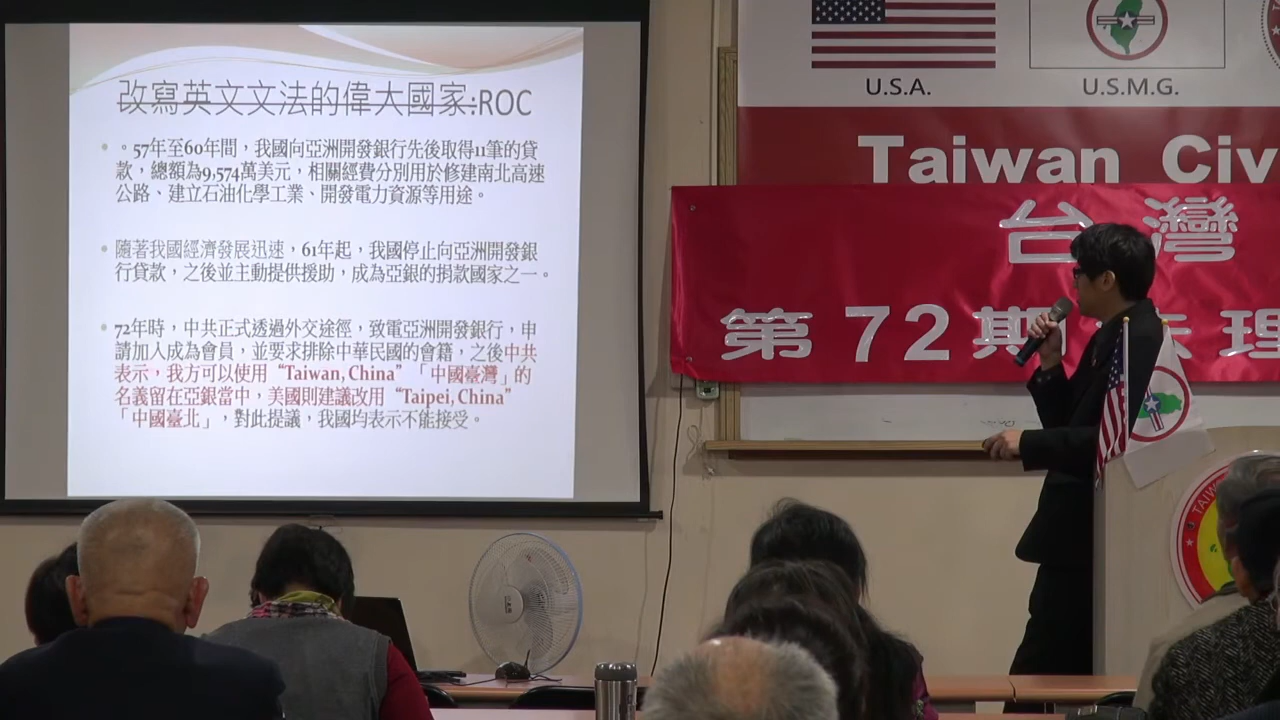 改寫英文文法的偉大國家:ROC
• 。57年至60年間，我國向亞洲開發銀行先後取得11筆的貸
款，總額為9,574萬美元，相關經費分別用於修建南北高速
公路、建立石油化學工業、開發電力資源等用途。
• 隨著我國經濟發展迅速，61年起，我國停止向亞洲開發銀
行貸款，之後並主動提供援助，成為亞銀的捐款國家之一。
• 72年時，中共正式透過外交途徑，致電亞洲開發銀行，申
請加入成為會員，並要求排除中華民國的會籍，之後中共
表示，我方可以使用“Taiwan, China”「中國臺灣」的
名義留在亞銀當中，美國則建議改用“Taipei, China”
「中國臺北」，對此提議，我國均表示不能接受。
U.S.A.
U.S.M.G.
Taiwan Civ
台灣
第72期 理
TAIWAN